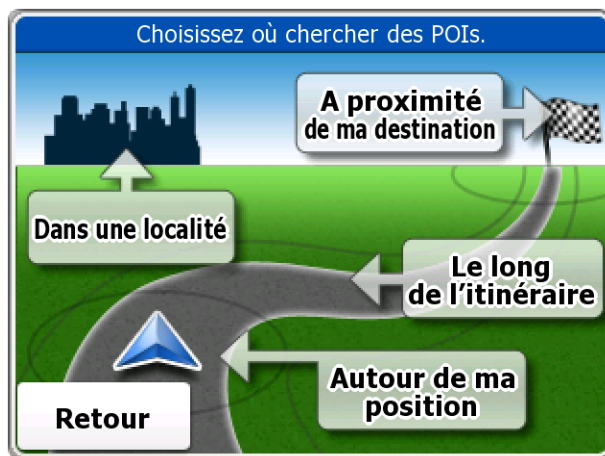 Choisissez où chercher des POIs.
A proximité
de ma destination
Dans une localité
Le long
de l'itinéraire
Autour de ma
position
Retour